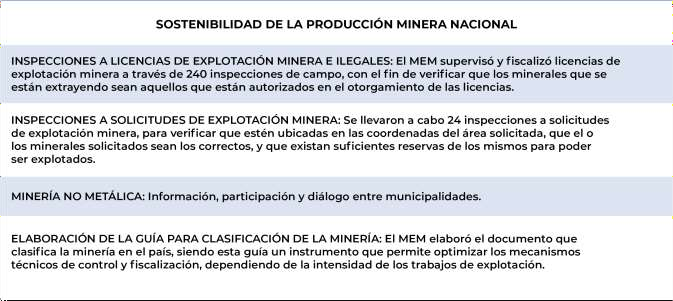 SOSTENIBILIDAD DE LA PRODUCCIÓN MINERA NACIONAL
INSPECCIONES A LICENCIAS DE EXPLOTACIÓN MINERA E ILEGALES: El MEM supervisó y fiscalizó licencias de
explotación minera a través de 240 inspecciones de campo, con el fin de verificar que los minerales que se
están extrayendo sean aquellos que están autorizados en el otorgamiento de las licencias.
INSPECCIONES A SOLICITUDES DE EXPLOTACIÓN MINERA: Se llevaron a cabo 24 inspecciones a solicitudes
de explotación minera, para verificar que estén ubicadas en las coordenadas del área solicitada, que el o
los minerales solicitados sean los correctos, y que existan suficientes reservas de los mismos para poder
ser explotados.
MINERÍA NO METÁLICA: Información, participación y diálogo entre municipalidades.
ELABORACIÓN DE LA GUÍA PARA CLASIFICACIÓN DE LA MINERÍA: El MEM elaboró el documento que
clasifica la minería en el país, siendo esta guía un instrumento que permite optimizar los mecanismos
técnicos de control y fiscalización, dependiendo de la intensidad de los trabajos de explotación.